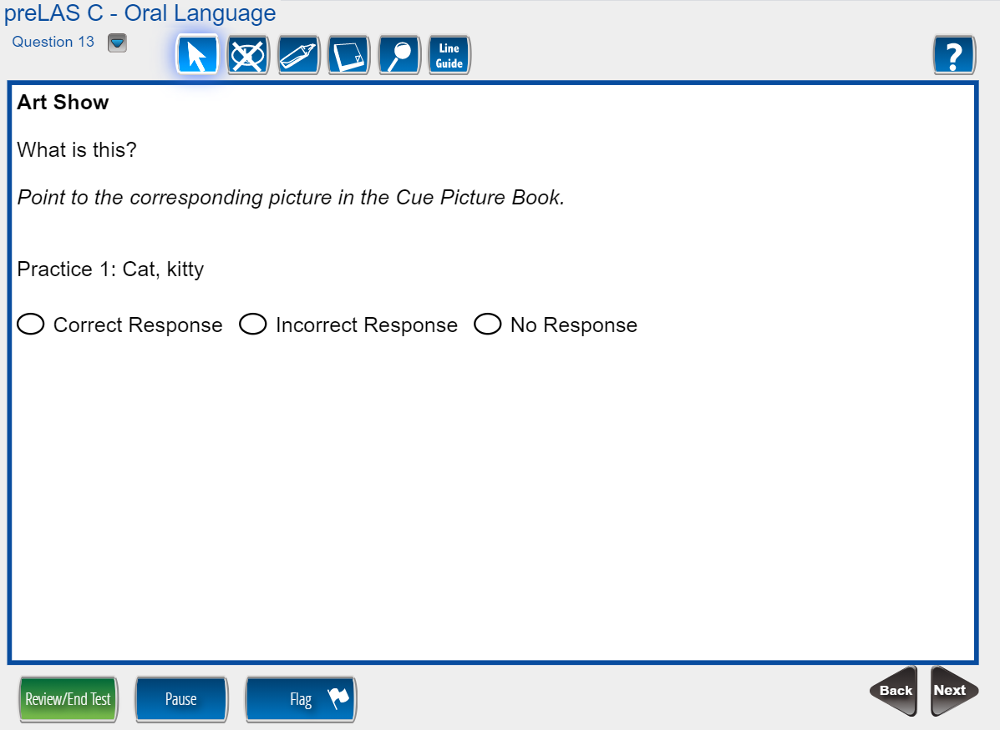 preLAS C - Oral Language
Question 13
Line
Guide
?
Art Show
What is this?
Point to the corresponding picture in the Cue Picture Book.
Practice 1: Cat, kitty
Correct Response Incorrect Response No Response
Review/End Test Pause Flag Back Next